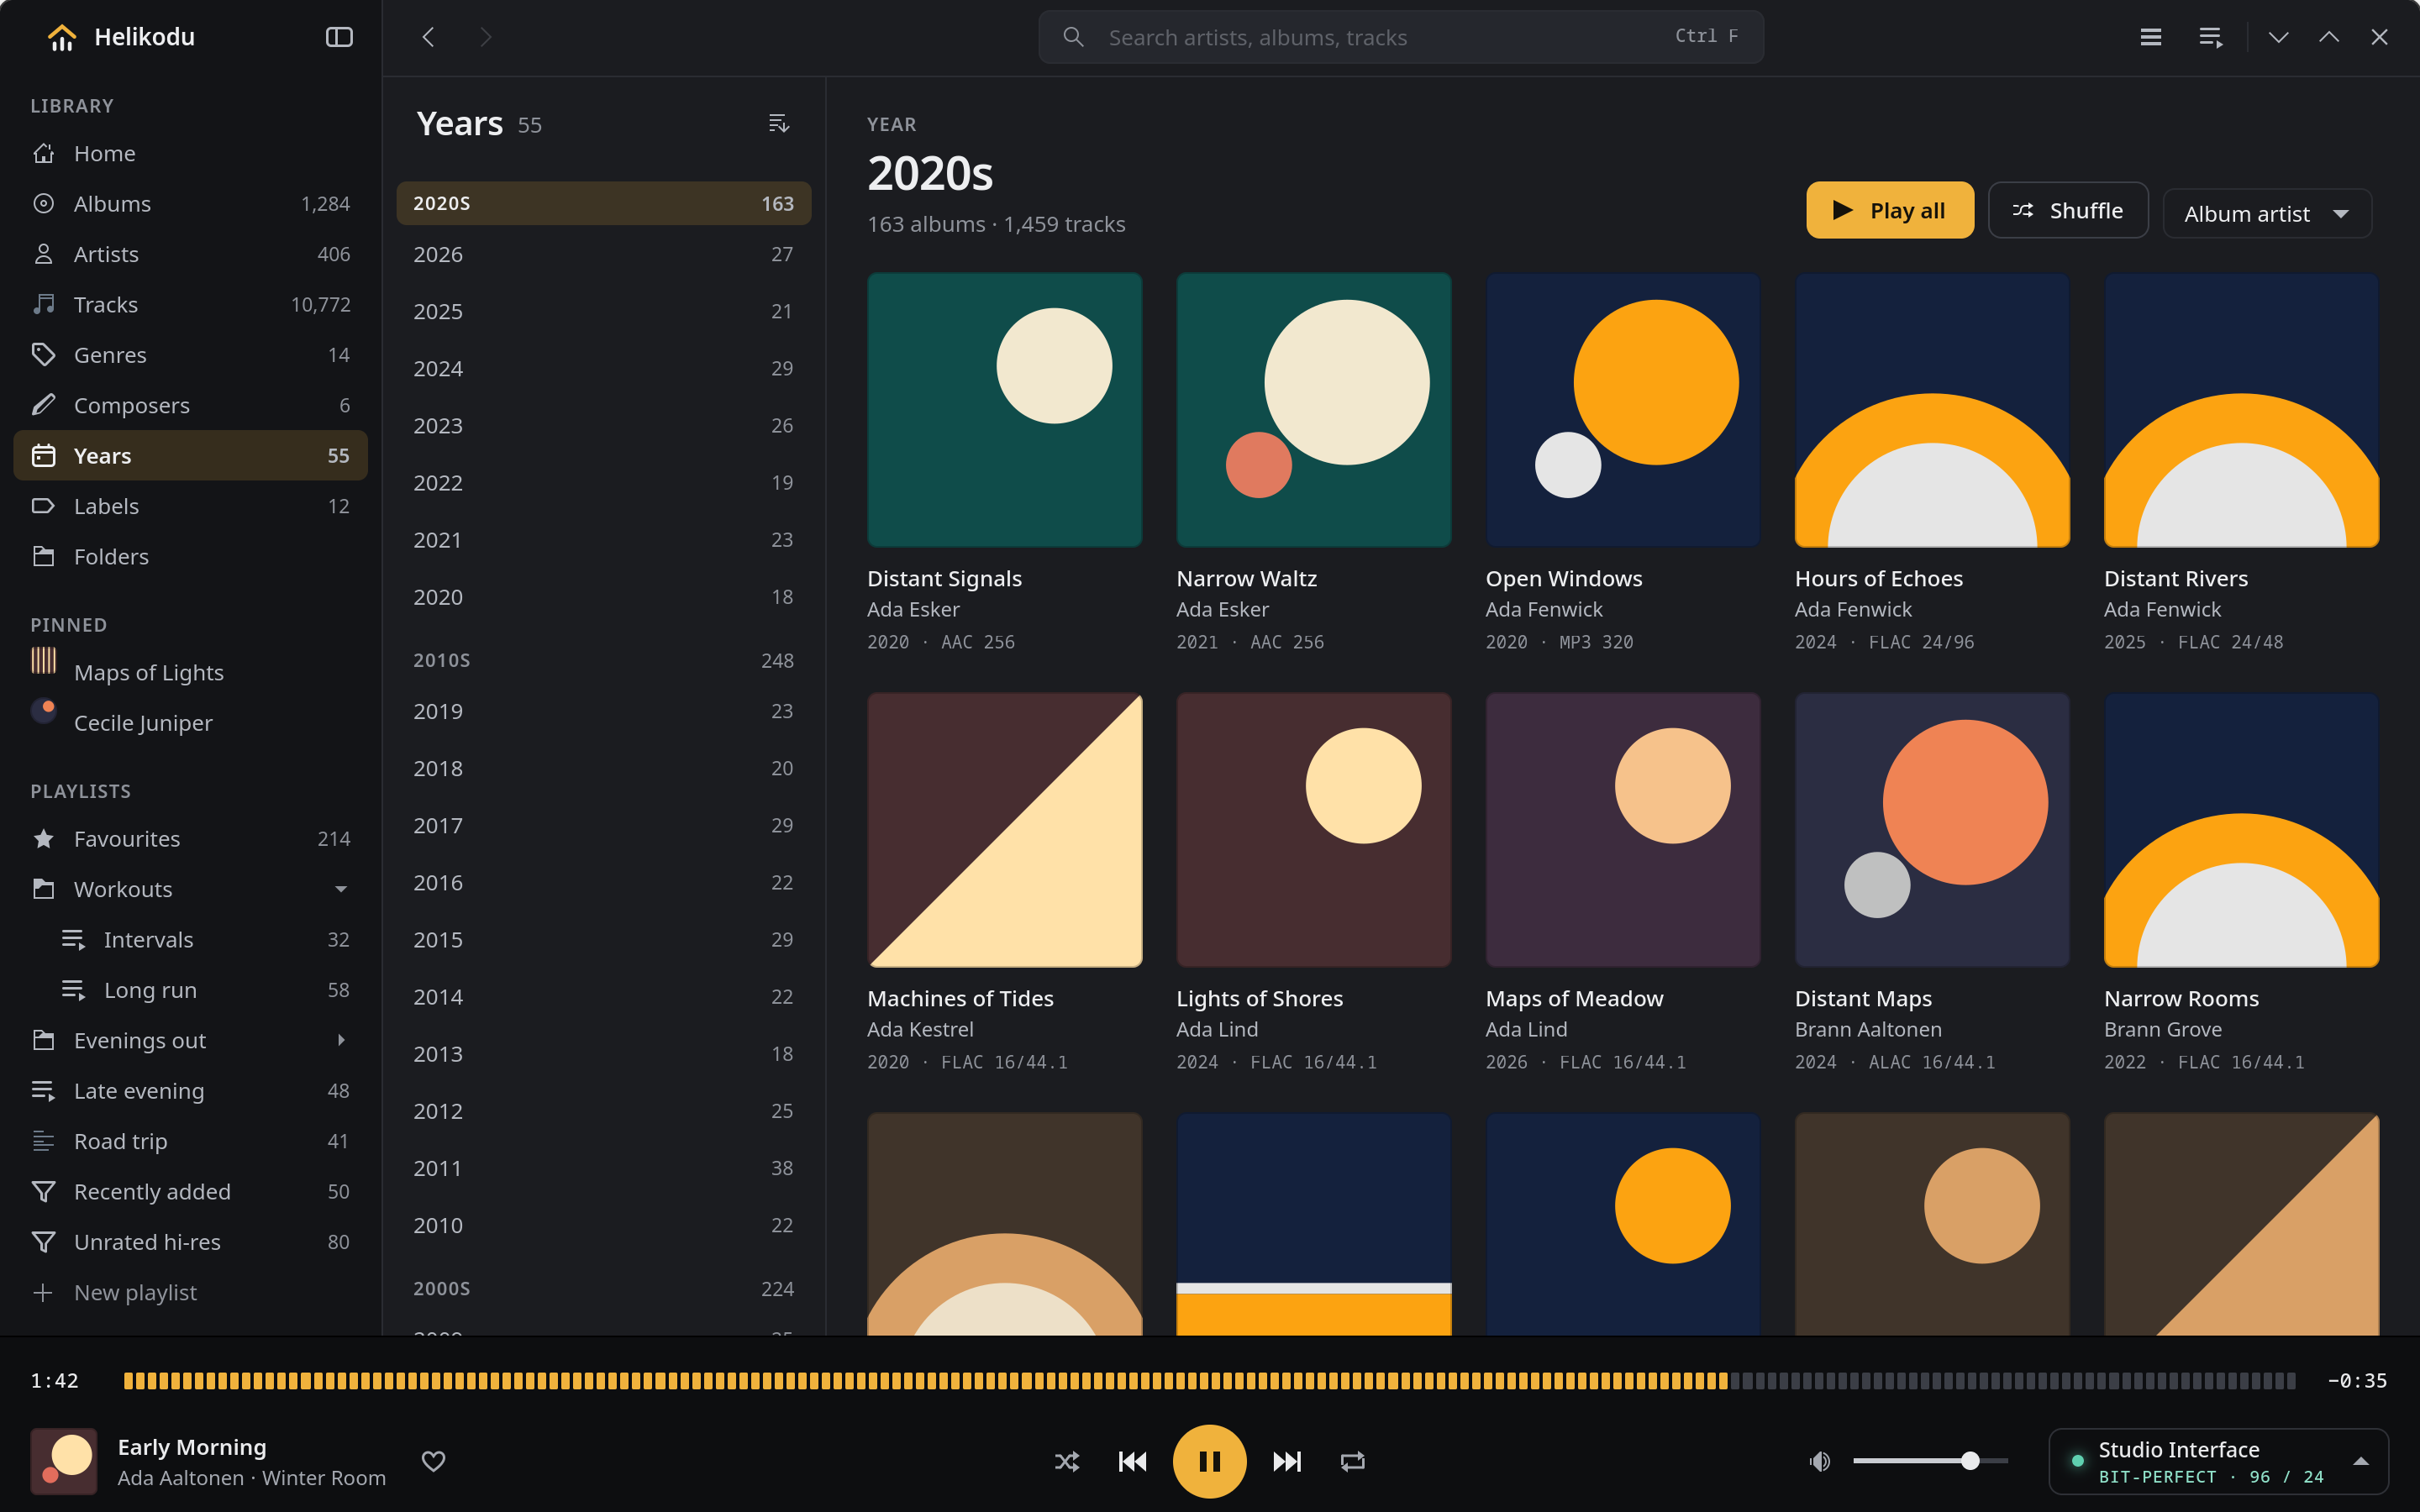 Helikodu
Search artists, albums, tracks
Ctrl F
LIBRARY
Home
Albums 1,284
Artists 406
Tracks 10,772
Genres 14
Composers 6
Years 55
Labels 12
Folders
PINNED
Maps of Lights
Cecile Juniper
PLAYLISTS
Favourites 214
Workouts
Intervals 32
Long run 58
Evenings out
Late evening 48
Road trip 41
Recently added 50
Unrated hi-res 80
New playlist
Years 55
2020S 163
2026 27
2025 21
2024 29
2023 26
2022 19
2021 23
2020 18
2010S 248
2019 23
2018 20
2017 29
2016 22
2015 29
2014 22
2013 18
2012 25
2011 38
2010 22
2000S 224
YEAR
2020s
163 albums · 1,459 tracks
Play all
Shuffle
Album artist
Distant Signals
Ada Esker
2020 · AAC 256
Narrow Waltz
Ada Esker
2021 · AAC 256
Open Windows
Ada Fenwick
2020 · MP3 320
Hours of Echoes
Ada Fenwick
2024 · FLAC 24/96
Distant Rivers
Ada Fenwick
2025 · FLAC 24/48
Machines of Tides
Ada Kestrel
2020 · FLAC 16/44.1
Lights of Shores
Ada Lind
2024 · FLAC 16/44.1
Maps of Meadow
Ada Lind
2026 · FLAC 16/44.1
Distant Maps
Brann Aaltonen
2024 · ALAC 16/44.1
Narrow Rooms
Brann Grove
2022 · FLAC 16/44.1
1:42
−0:35
Early Morning
Ada Aaltonen · Winter Room
Studio Interface
BIT-PERFECT · 96 / 24